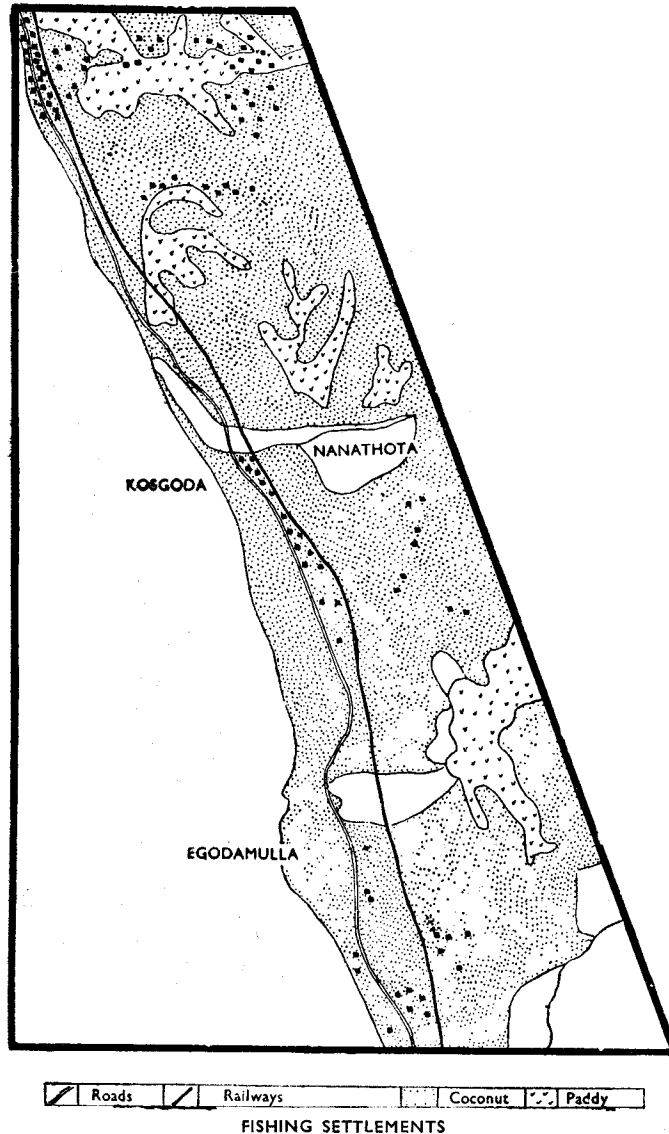 NANATHOTA
KOSGODA
EGODAMULLA
Roads Railways Coconut Paddy
FISHING SETTLEMENTS